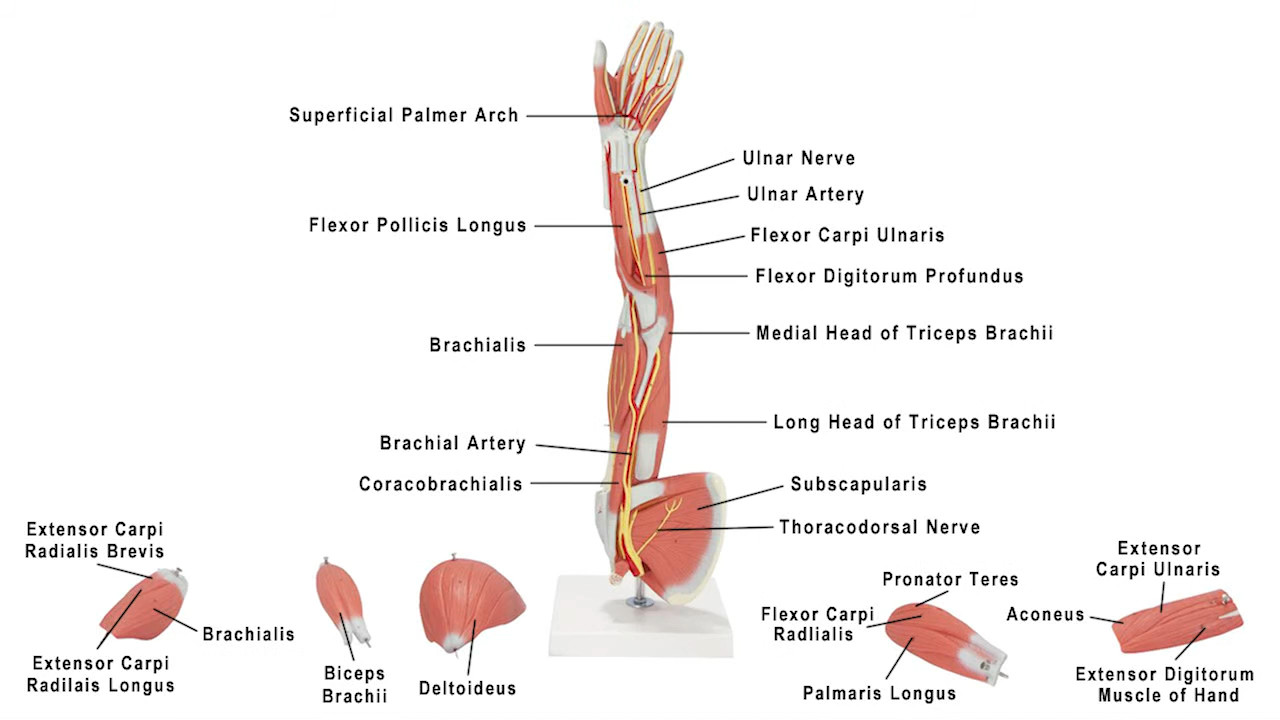 Superficial Palmer Arch
Ulnar Nerve
Ulnar Artery
Flexor Pollicis Longus
Flexor Carpi Ulnaris
Flexor Digitorum Profundus
Medial Head of Triceps Brachii
Brachialis
Long Head of Triceps Brachii
Brachial Artery
Coracobrachialis
Subscapularis
Thoracodorsal Nerve
Extensor Carpi
Radialis Brevis
Brachialis
Extensor Carpi
Radilais Longus
Biceps
Brachii
Deltoideus
Pronator Teres
Flexor Carpi
Radlialis
Palmaris Longus
Extensor
Carpi Ulnaris
Aconeus
Extensor Digitorum
Muscle of Hand